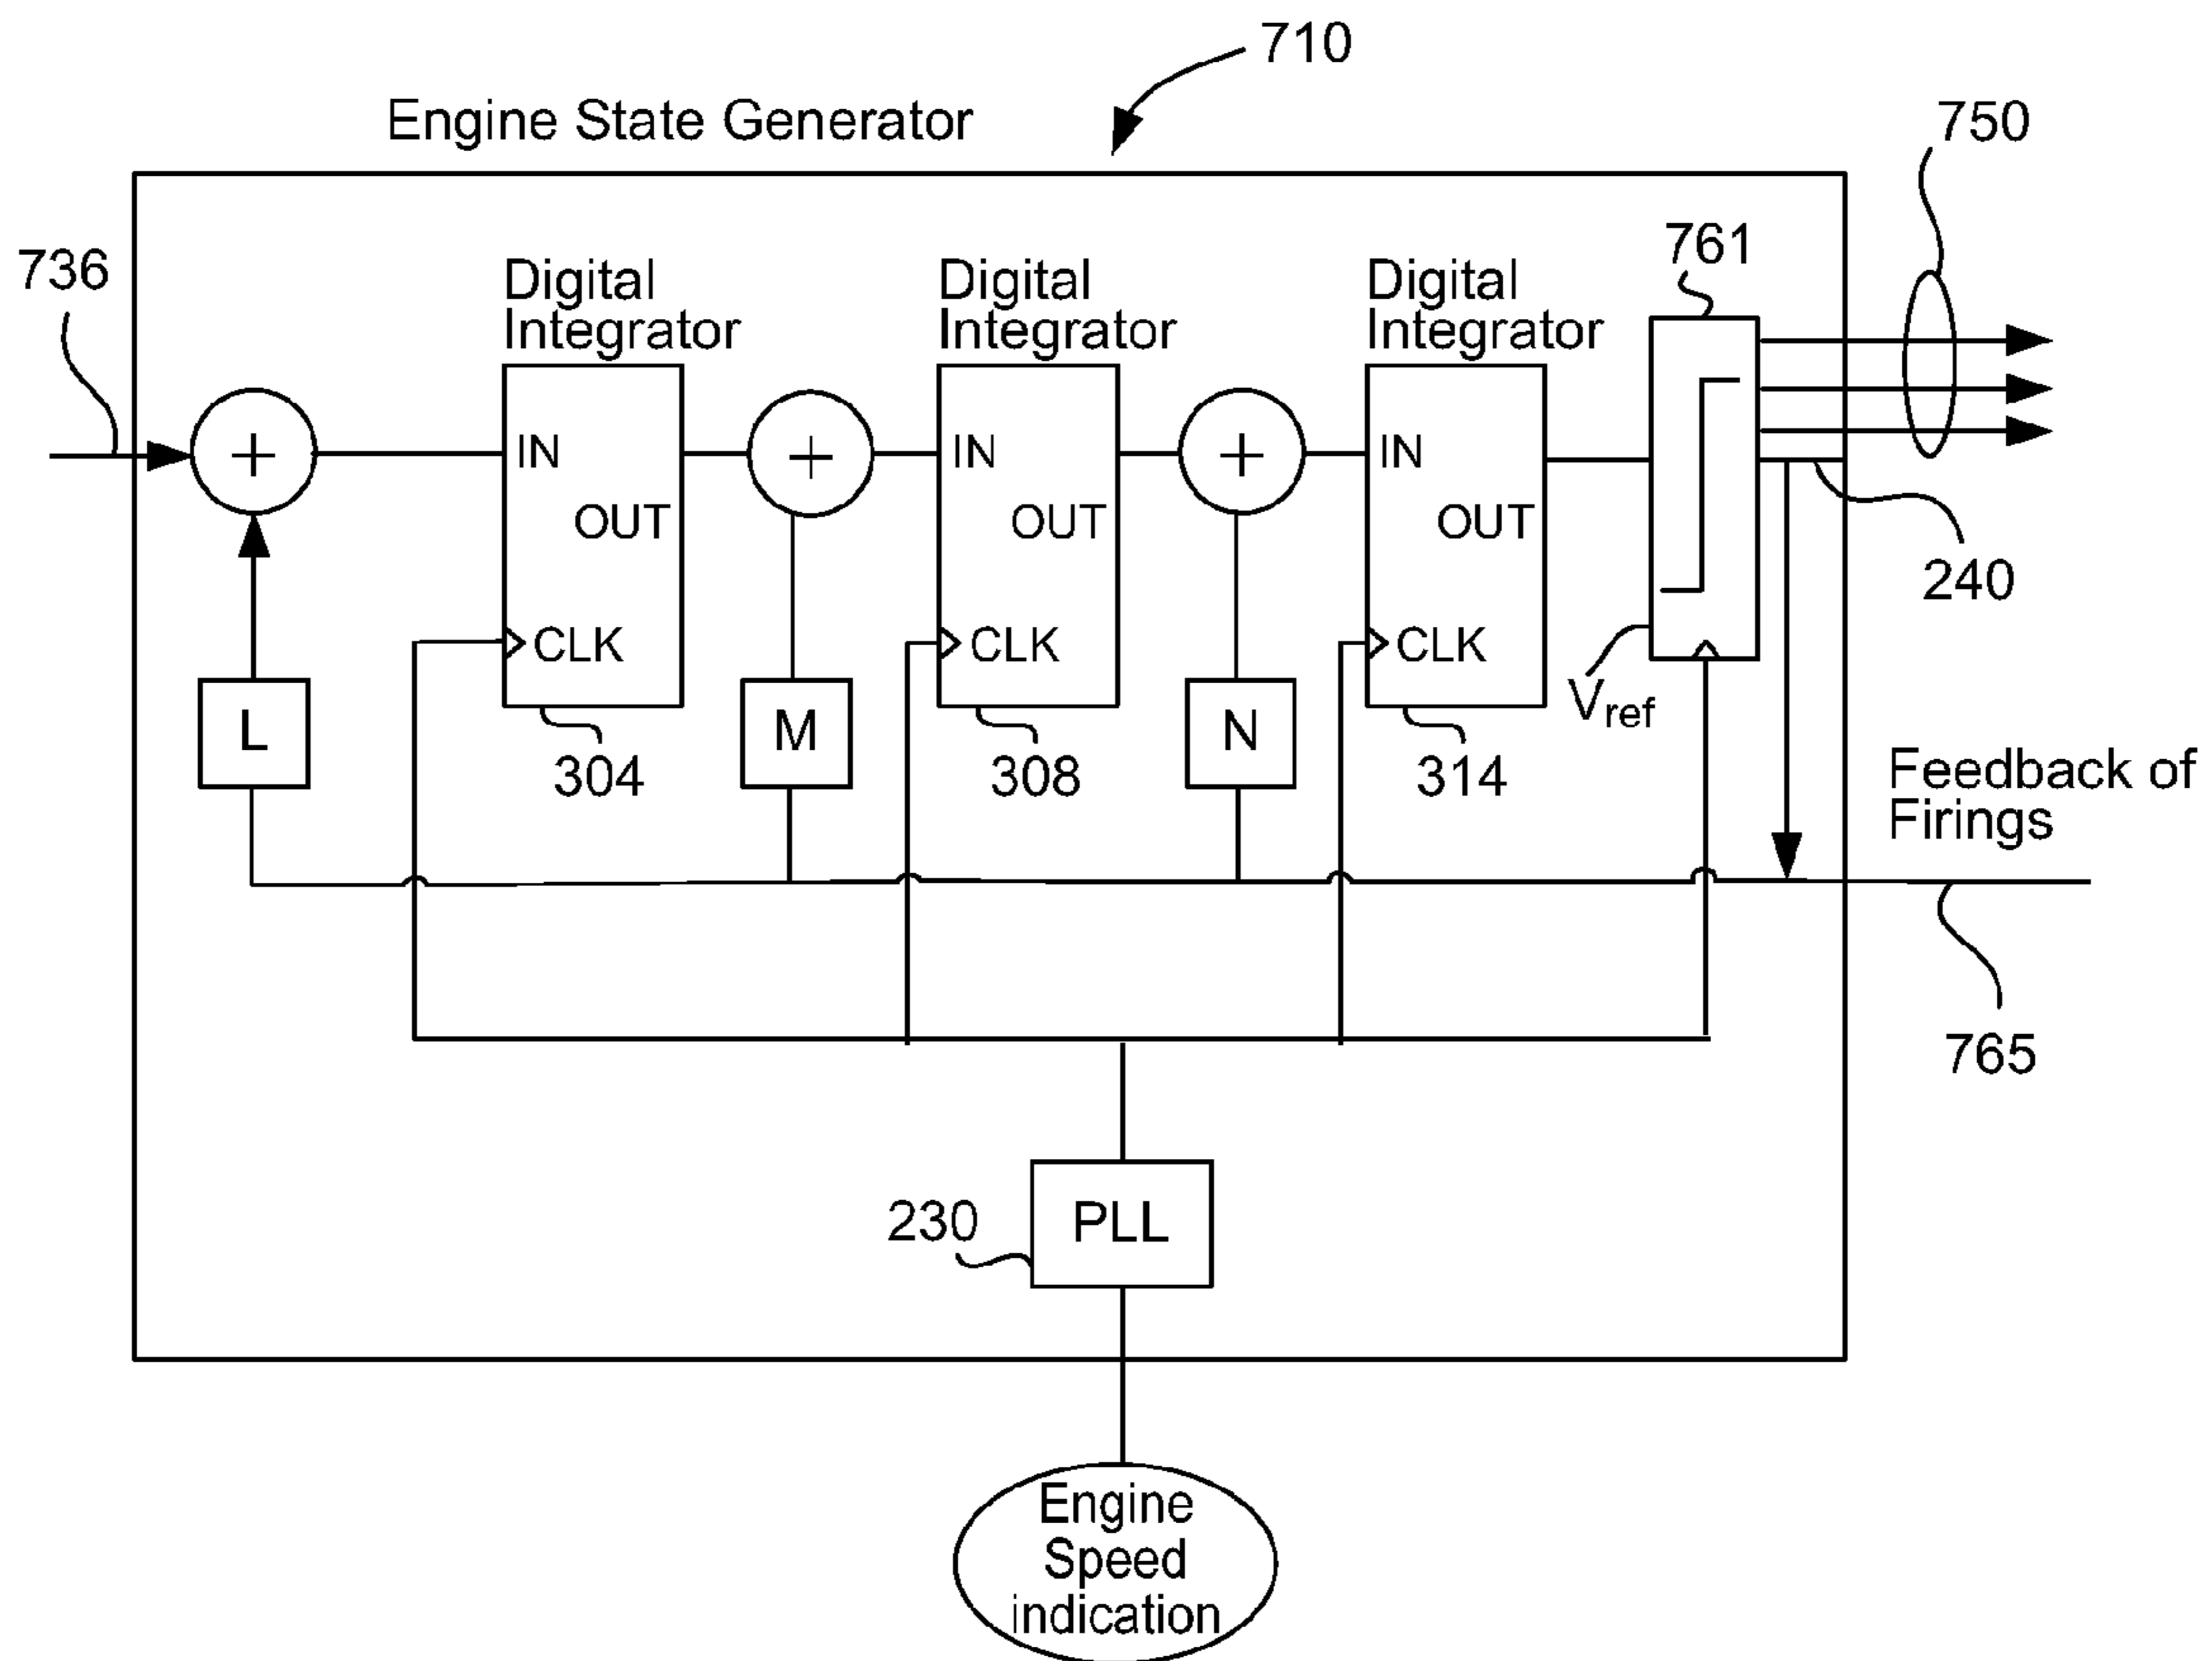 710
Engine State Generator
750
736
761
Digital
Integrator
Digital
Integrator
Digital
Integrator
+
IN
OUT
CLK
+
IN
OUT
CLK
+
IN
OUT
CLK
240
Vref
L
M
N
304
308
314
Feedback of
Firings
765
230
PLL
Engine
Speed
indication